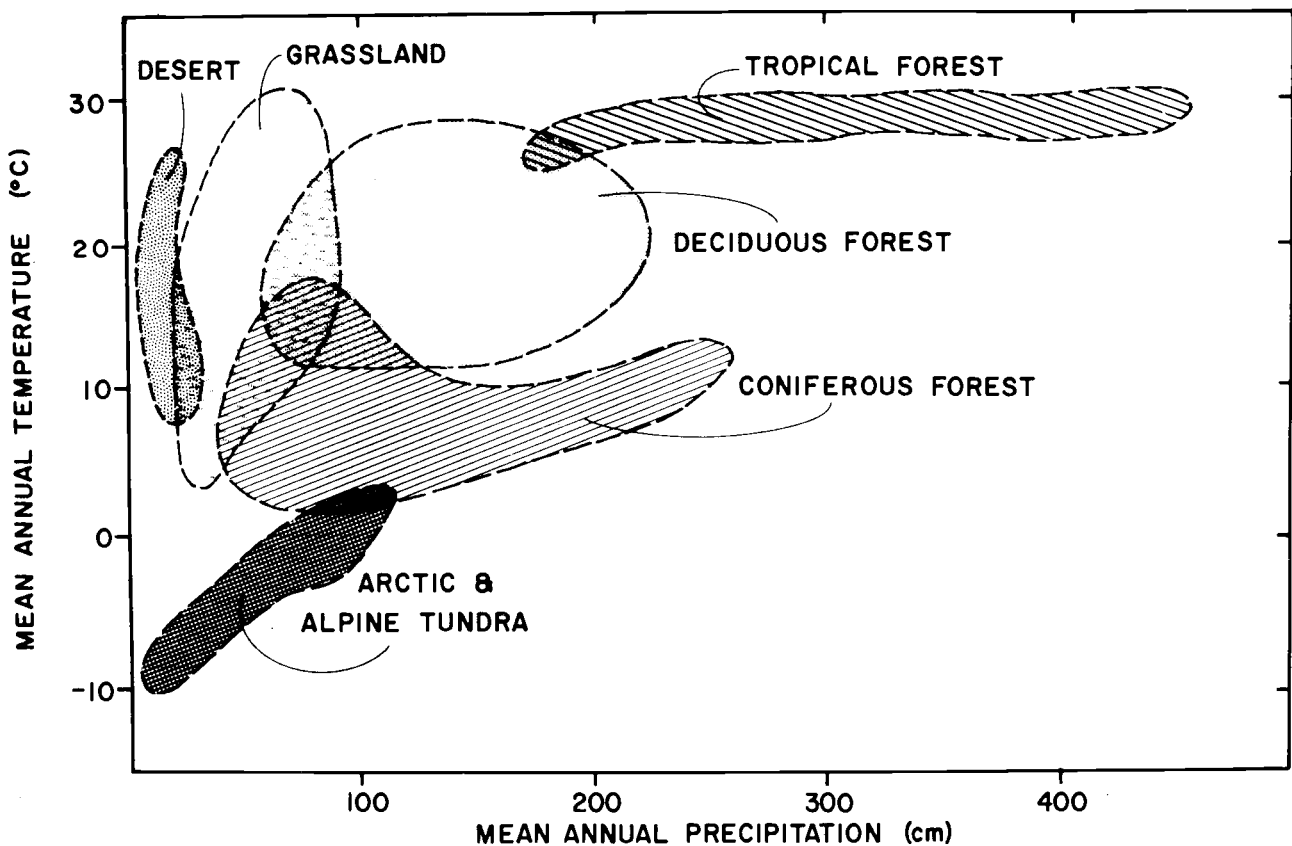 GRASSLAND
DESERT
TROPICAL FOREST
DECIDUOUS FOREST
CONIFEROUS FOREST
ARCTIC &
ALPINE TUNDRA
MEAN ANNUAL TEMPERATURE (°C)
30
20
10
0
-10
100
200
300
400
MEAN ANNUAL PRECIPITATION (cm)